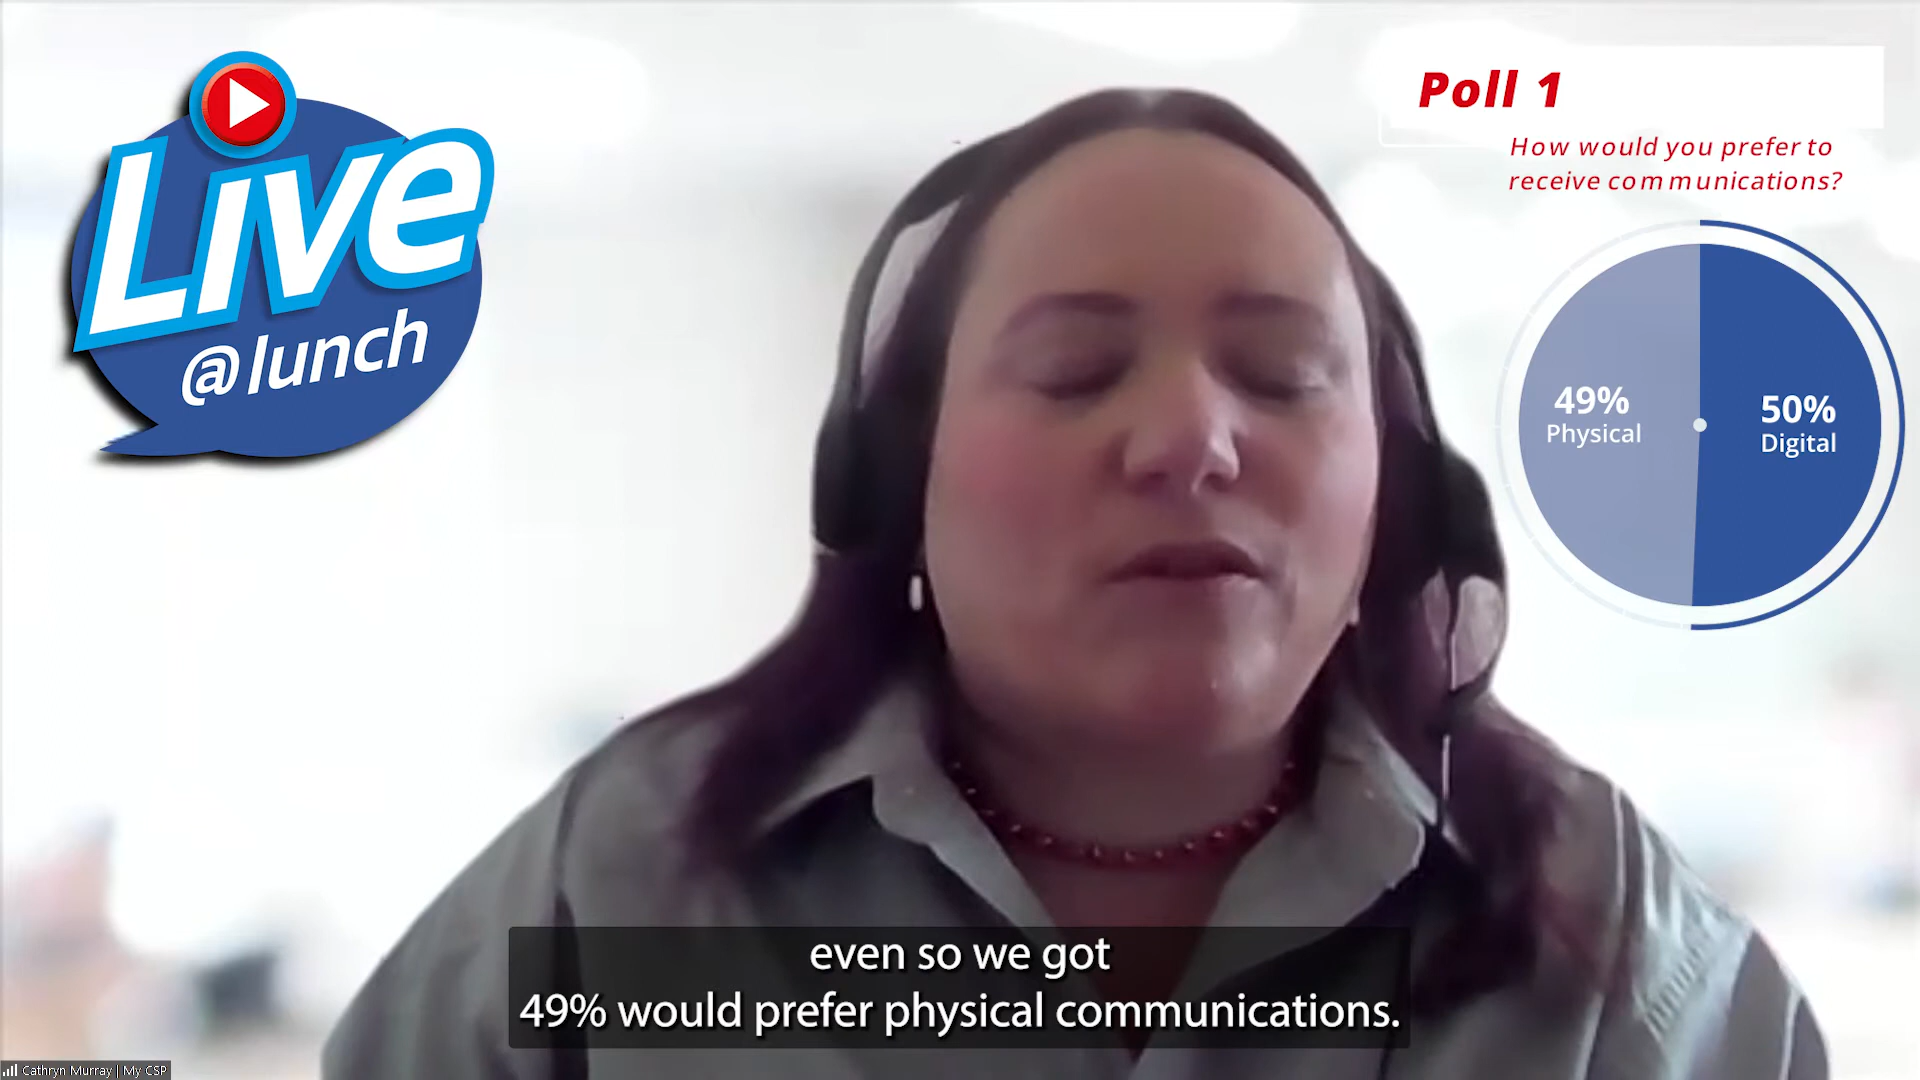 Live
@lunch
Poll 1
How would you prefer to
receive communications?
49%
Physical
50%
Digital
even so we got
49% would prefer physical communications.
Cathryn Murray | My CSP